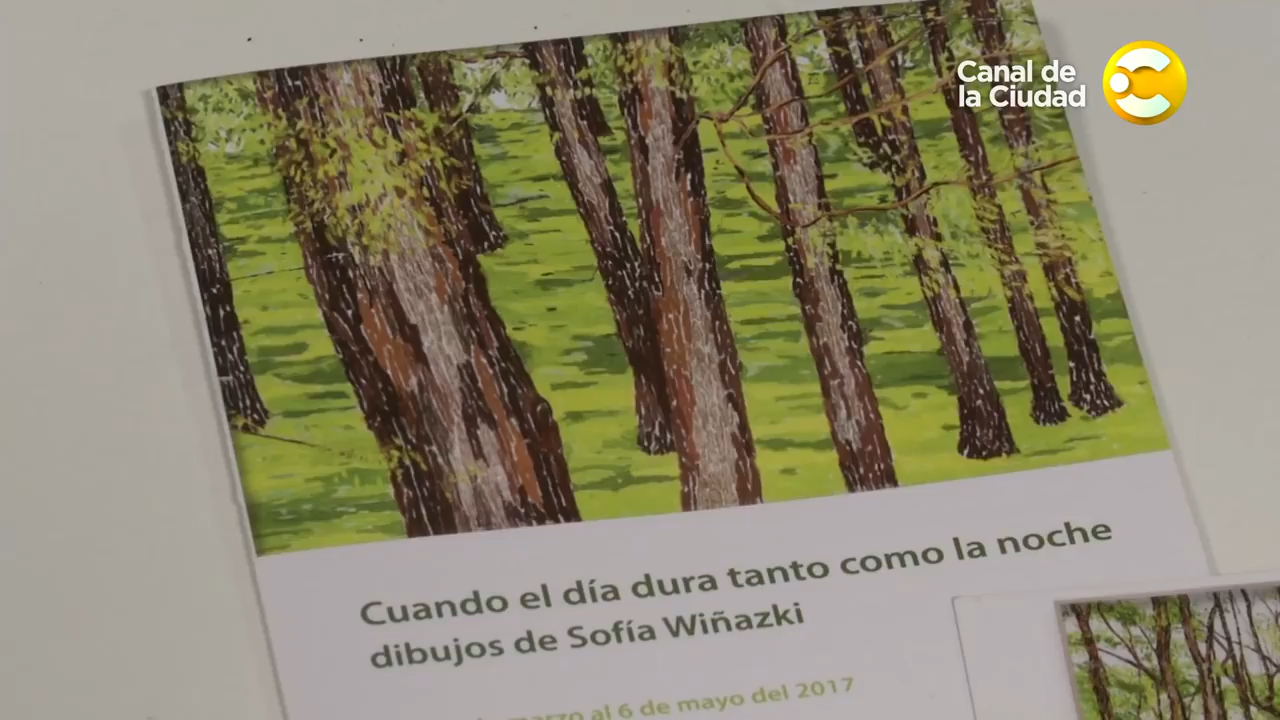 Canal de
la Ciudad
Cuando el día dura tanto como la noche
dibujos de Sofía Wiñazki
marzo al 6 de mayo del 2017